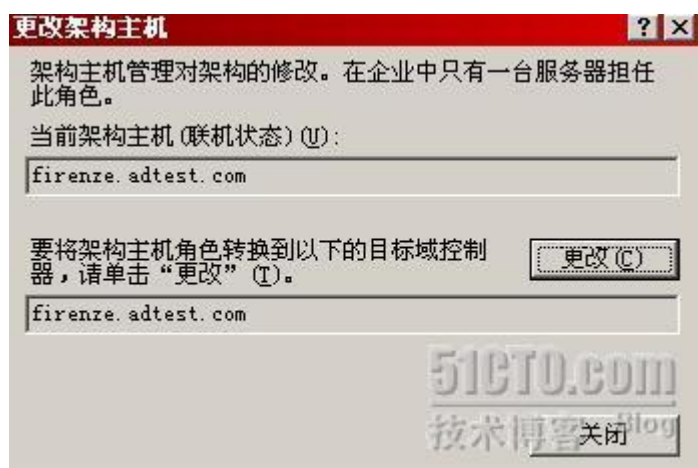 更改架构主机
架构主机管理对架构的修改。在企业中只有一台服务器担任
此角色。
当前架构主机(联机状态)(U):
firenze.adtest.com
要将架构主机角色转换到以下的目标域控制
器,请单击“更改”(T)。
更改(C)
firenze.adtest.com
51CTO.com
技术博客 Blog
关闭